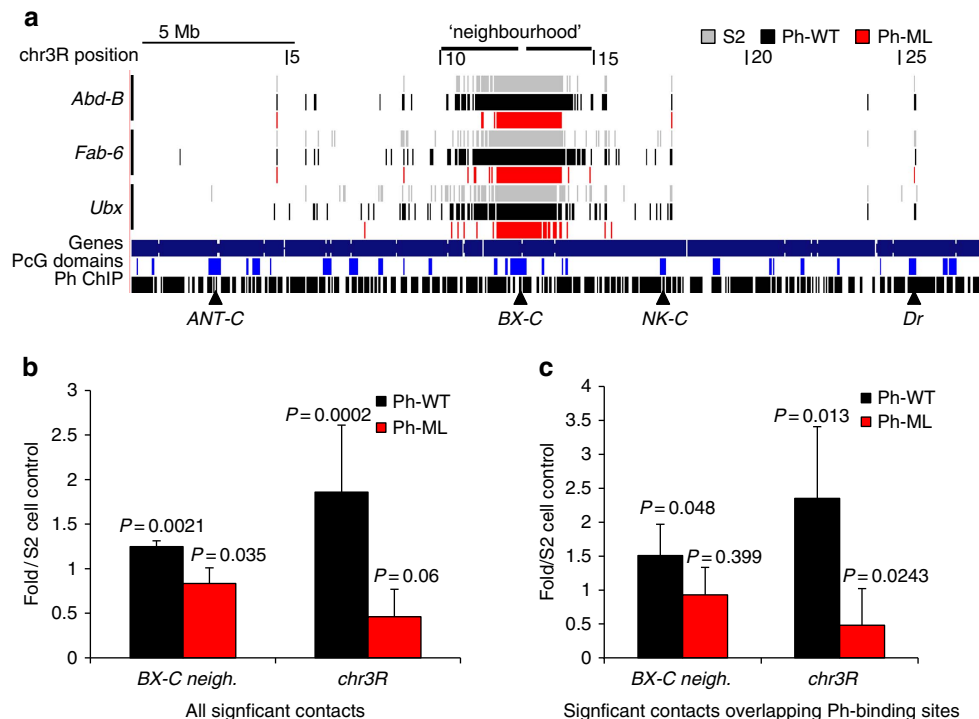 a
5 Mb
'neighbourhood'
S2 Ph-WT Ph-ML
chr3R position
5 10 15 20 25
Abd-B
Fab-6
Ubx
Genes
PcG domains
Ph ChIP
ANT-C BX-C NK-C Dr
b
Fold / S2 cell control
3
2.5
2
1.5
1
0.5
0
Ph-WT
Ph-ML
P = 0.0002
P = 0.0021
P = 0.035
P = 0.06
BX-C neigh. chr3R
All signficant contacts
c
Fold/S2 cell control
4
3.5
3
2.5
2
1.5
1
0.5
0
Ph-WT
Ph-ML
P = 0.013
P = 0.048
P = 0.399
P = 0.0243
BX-C neigh. chr3R
Signficant contacts overlapping Ph-binding sites